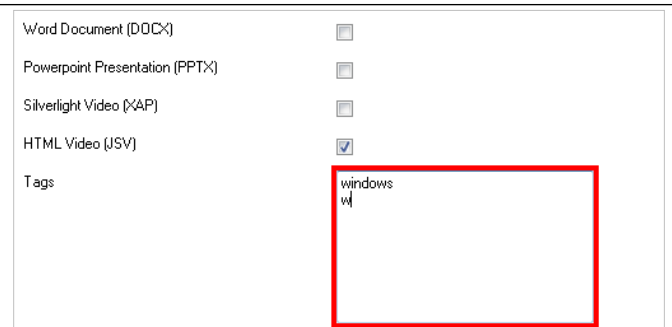 Word Document (DOCX)
Powerpoint Presentation (PPTX)
Silverlight Video (XAP)
HTML Video (JSV)
Tags
windows
w